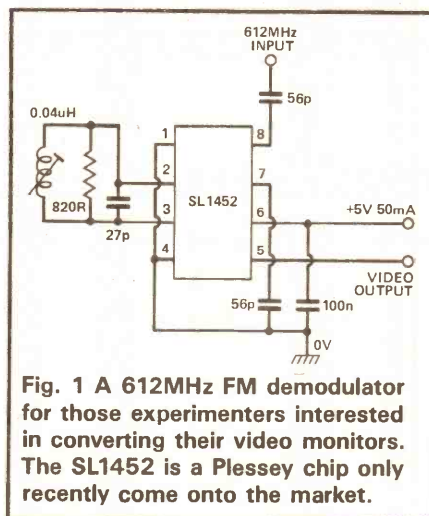 612MHz
INPUT
56p
0.04uH
1
8
2
7
820R
SL1452
3
6
+5V 50mA
27p
4
5
VIDEO
OUTPUT
56p
100n
0V
Fig. 1 A 612MHz FM demodulator
for those experimenters interested
in converting their video monitors.
The SL1452 is a Plessey chip only
recently come onto the market.